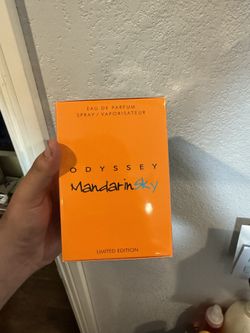 EAU DE PARFUM
SPRAY / VAPORISATEUR
ODYSSEY
MandarinSky
LIMITED EDITION